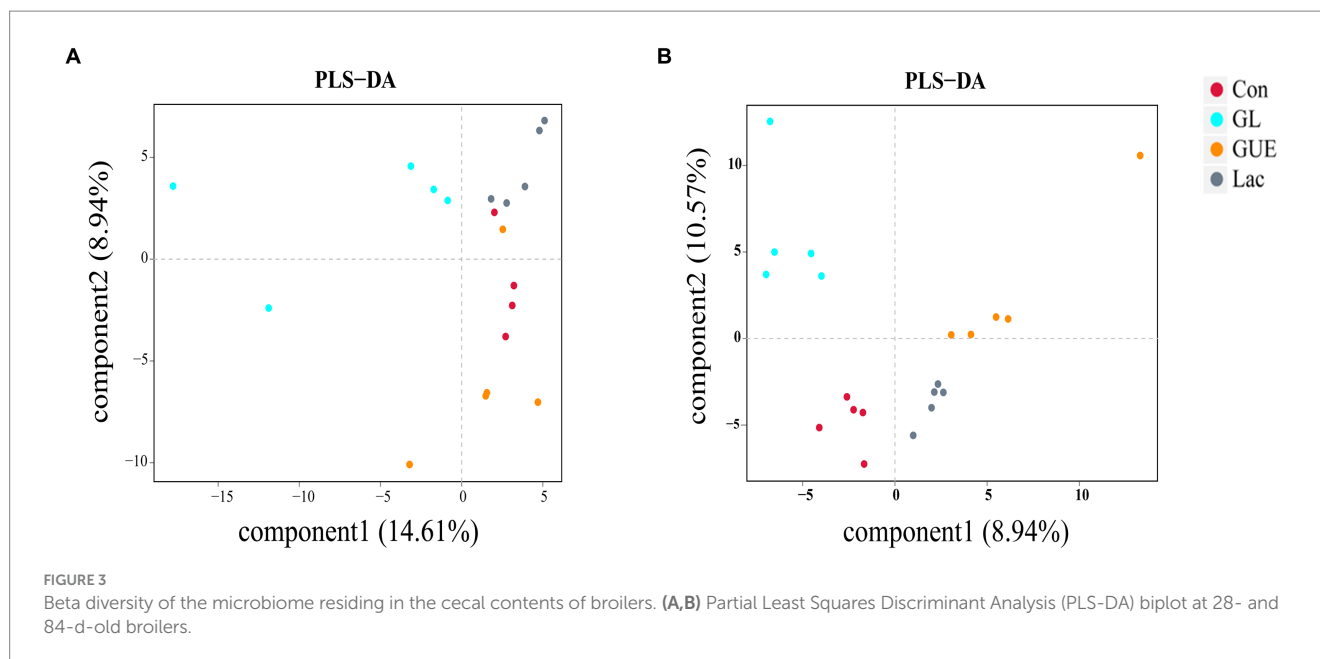 A
B
PLS−DA
PLS−DA
Con
GL
GUE
Lac
component2 (8.94%)
5
0
−5
−10
−15
−10
−5
0
5
component1 (14.61%)
component2 (10.57%)
10
5
0
−5
−5
0
5
10
component1 (8.94%)
FIGURE 3
Beta diversity of the microbiome residing in the cecal contents of broilers. (A,B) Partial Least Squares Discriminant Analysis (PLS-DA) biplot at 28- and
84-d-old broilers.